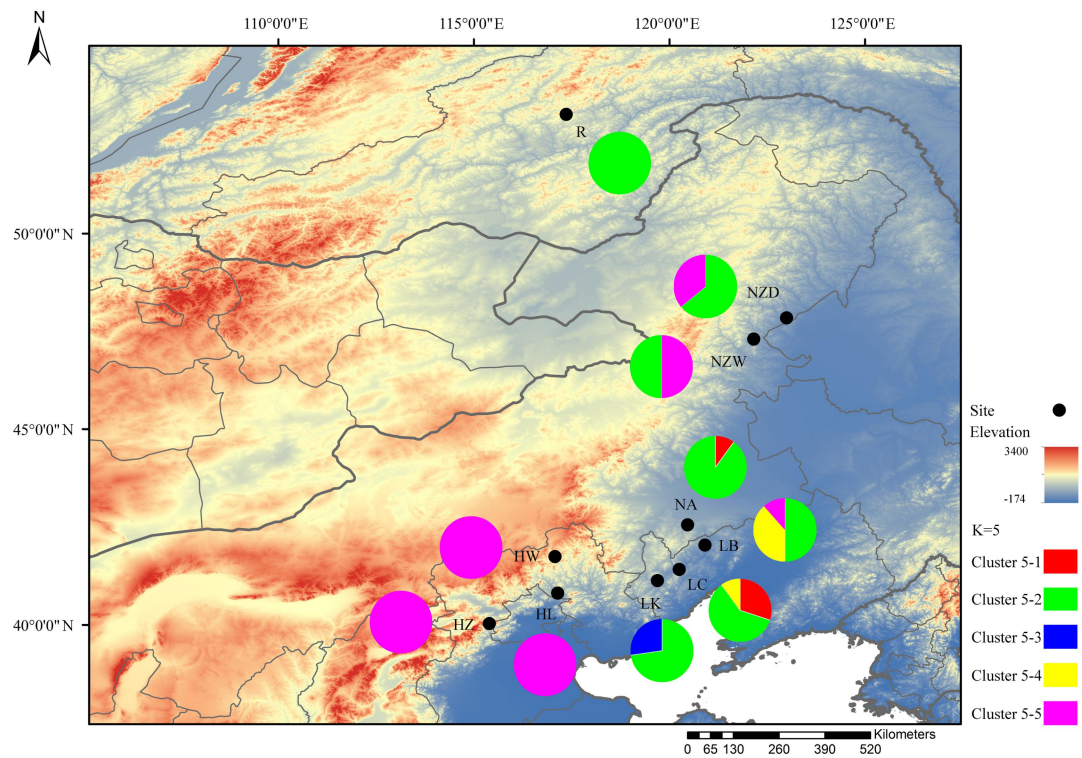 N
110°0'0"E 115°0'0"E 120°0'0"E 125°0'0"E
R
50°0'0"N
NZD
NZW
45°0'0"N
NA
LB
HW
LC
LK
HL
40°0'0"N
HZ
Site
Elevation
3400
-174
K=5
Cluster 5-1
Cluster 5-2
Cluster 5-3
Cluster 5-4
Cluster 5-5
Kilometers
0 65 130 260 390 520